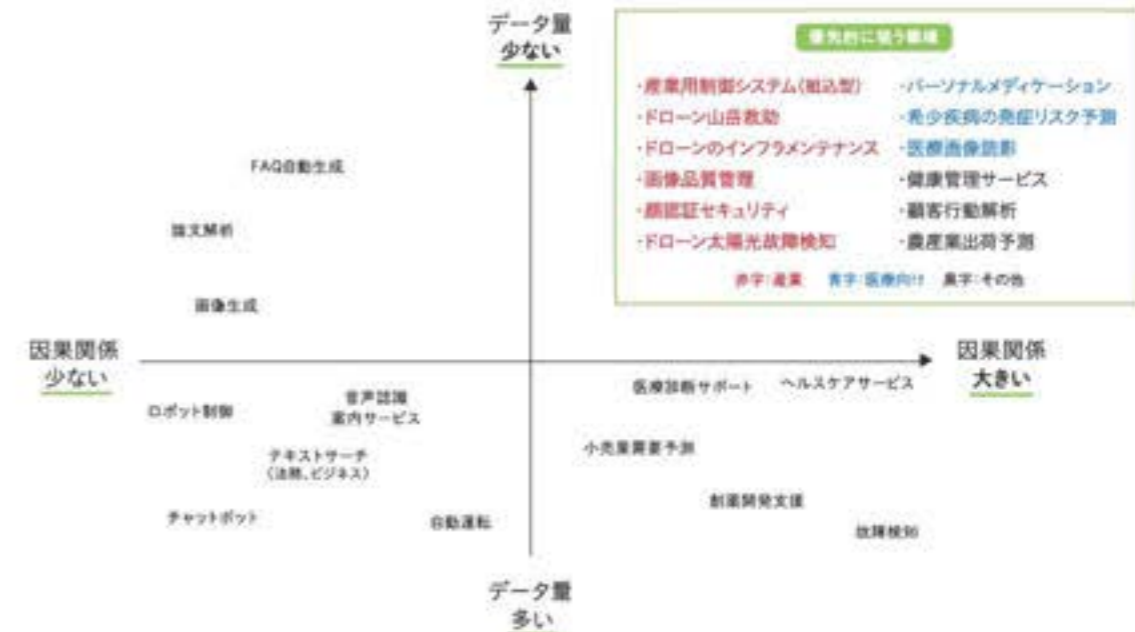 データ量
少ない
優先的に狙う領域
・産業用制御システム(組込型)
・ドローン山岳救助
・ドローンのインフラメンテナンス
・画像品質管理
・顔認証セキュリティ
・ドローン太陽光故障検知
・パーソナルメディケーション
・希少疾病の発症リスク予測
・医療画像読影
・健康管理サービス
・顧客行動解析
・農産業出荷予測
赤字:産業 青字:医療向け 黒字:その他
FAQ自動生成
論文解析
画像生成
因果関係
少ない
因果関係
大きい
ロボット制御
音声認識
案内サービス
テキストサーチ
(法務、ビジネス)
チャットボット
自動運転
医療診断サポート
ヘルスケアサービス
小売業需要予測
創薬開発支援
故障検知
データ量
多い